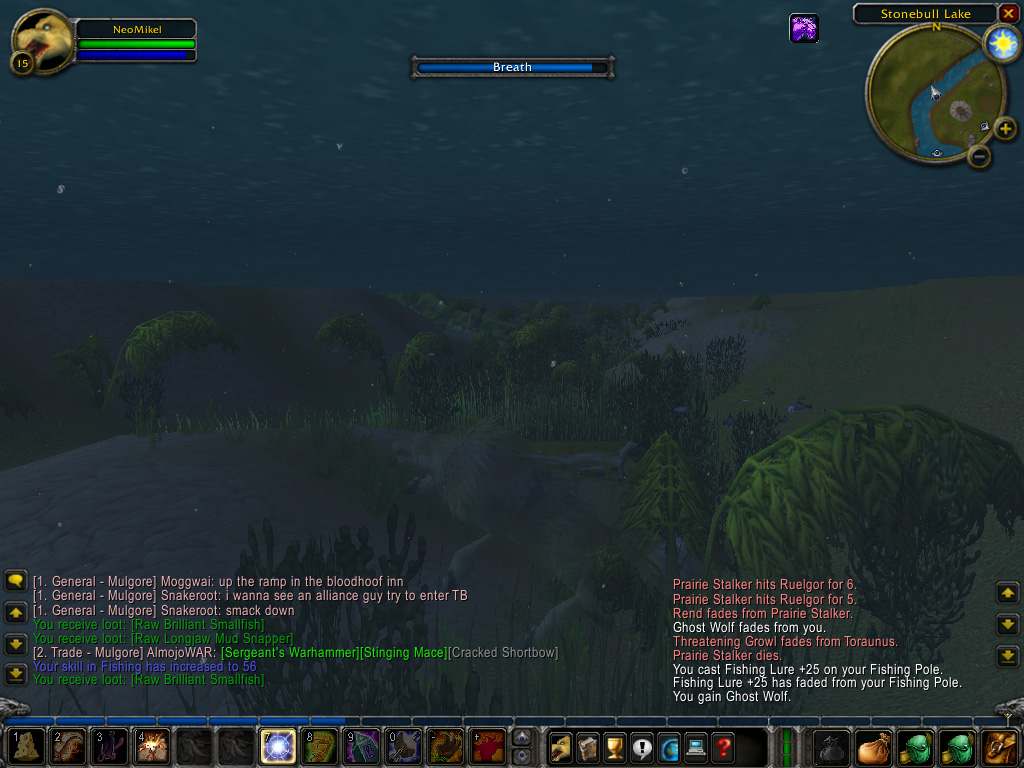 NeoMikel
15
Breath
Stonebull Lake
N
[1. General - Mulgore] Moggwai: up the ramp in the bloodhoof inn
[1. General - Mulgore] Snakeroot: i wanna see an alliance guy try to enter TB
[1. General - Mulgore] Snakeroot: smack down
You receive loot: [Raw Brilliant Smallfish]
You receive loot: [Raw Longjaw Mud Snapper]
[2. Trade - Mulgore] AlmojoWAR: [Sergeant's Warhammer][Stinging Mace][Cracked Shortbow]
Your skill in Fishing has increased to 56
You receive loot: [Raw Brilliant Smallfish]
Prairie Stalker hits Ruelgor for 6.
Prairie Stalker hits Ruelgor for 5.
Rend fades from Prairie Stalker.
Ghost Wolf fades from you.
Threatening Growl fades from Toraunus.
Prairie Stalker dies.
You cast Fishing Lure +25 on your Fishing Pole.
Fishing Lure +25 has faded from your Fishing Pole.
You gain Ghost Wolf.
1 2 3 4 7 8 9 0 - +